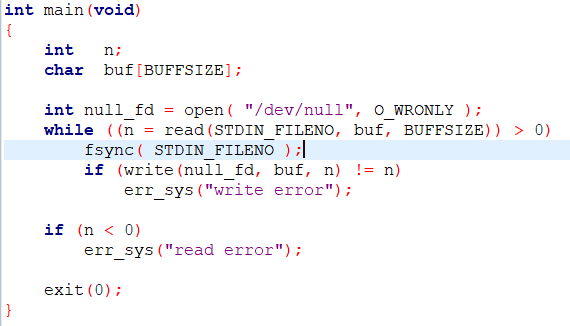 int main(void)
{
    int   n;
    char  buf[BUFFSIZE];
    int null_fd = open( "/dev/null", O_WRONLY );
    while ((n = read(STDIN_FILENO, buf, BUFFSIZE)) > 0)
        fsync( STDIN_FILENO );
        if (write(null_fd, buf, n) != n)
            err_sys("write error");
    if (n < 0)
        err_sys("read error");
    exit(0);
}